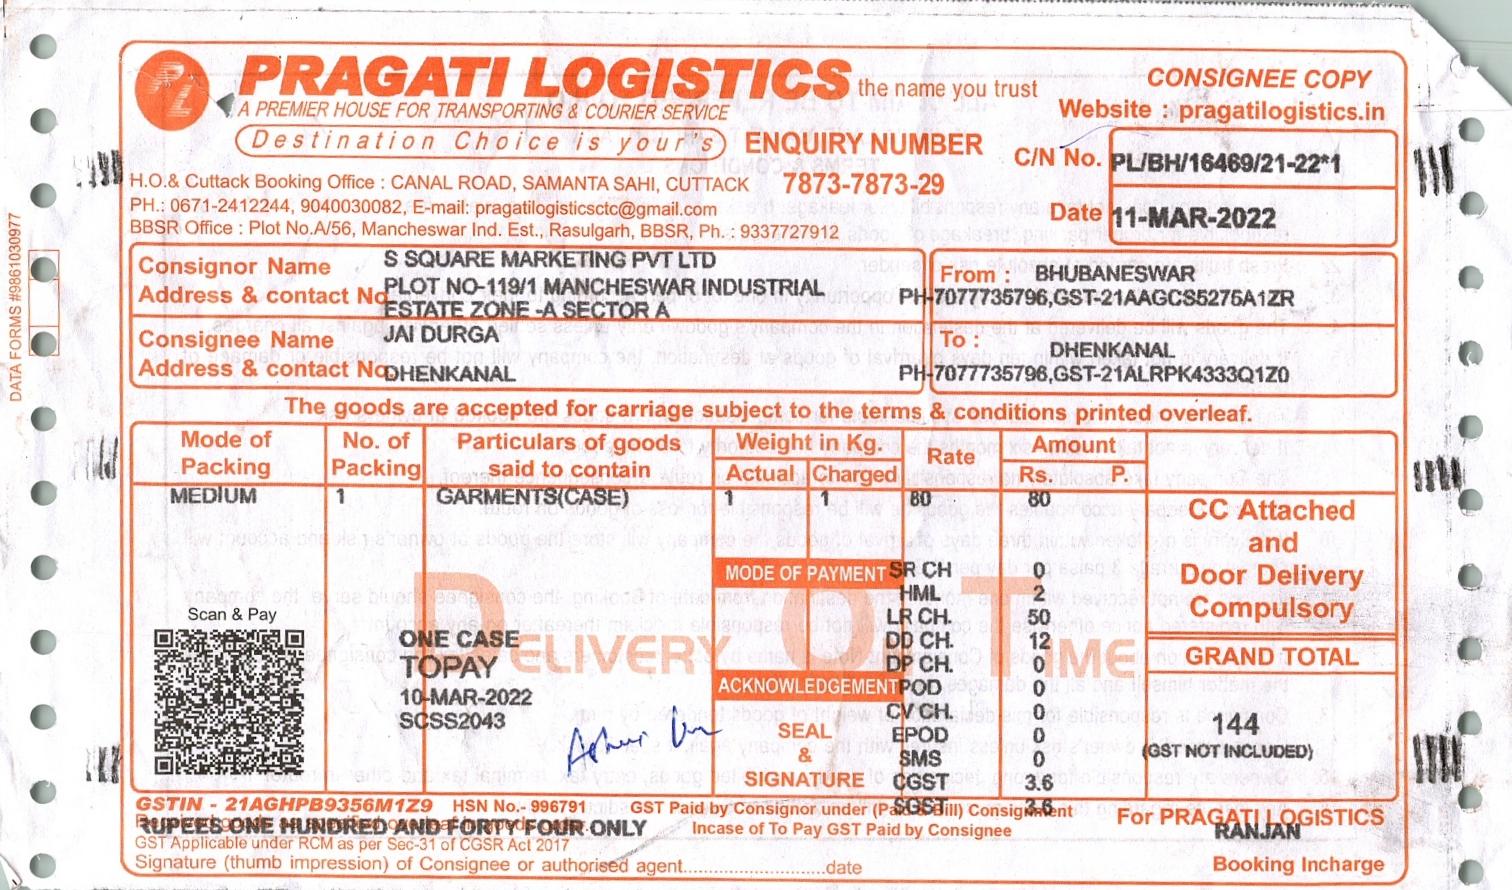 PL
PRAGATI LOGISTICS the name you trust
A PREMIER HOUSE FOR TRANSPORTING & COURIER SERVICE
Destination Choice is your's
ENQUIRY NUMBER
7873-7873-29
CONSIGNEE COPY
Website : pragatilogistics.in
C/N No. PL/BH/16469/21-22*1
Date 11-MAR-2022
H.O.& Cuttack Booking Office : CANAL ROAD, SAMANTA SAHI, CUTTACK
PH.: 0671-2412244, 9040030082, E-mail: pragatilogisticsctc@gmail.com
BBSR Office : Plot No.A/56, Mancheswar Ind. Est., Rasulgarh, BBSR, Ph. : 9337727912
DATA FORMS #9861030977
Consignor Name S SQUARE MARKETING PVT LTD
Address & contact No PLOT NO-119/1 MANCHESWAR INDUSTRIAL
ESTATE ZONE -A SECTOR A
From : BHUBANESWAR
PH-7077735796,GST-21AAGCS5275A1ZR
Consignee Name JAI DURGA
Address & contact No DHENKANAL
To : DHENKANAL
PH-7077735796,GST-21ALRPK4333Q1Z0
The goods are accepted for carriage subject to the terms & conditions printed overleaf.
Mode of Packing No. of Packing Particulars of goods said to contain Weight in Kg. Actual Charged Rate Amount Rs. P.
MEDIUM 1 GARMENTS(CASE) 1 1 80 80
CC Attached
and
Door Delivery
Compulsory
GRAND TOTAL
144
(GST NOT INCLUDED)
DELIVERY ON TIME
Scan & Pay
ONE CASE
TOPAY
10-MAR-2022
SCSS2043
MODE OF PAYMENT
ACKNOWLEDGEMENT
SEAL
&
SIGNATURE
SR CH 0
HML 2
LR CH. 50
DD CH. 12
DP CH. 0
POD 0
CV CH. 0
EPOD 0
SMS 0
CGST 3.6
SGST 3.6
GSTIN - 21AGHPB9356M1Z9 HSN No.- 996791 GST Paid by Consignor under (Paid & Bill) Consignment
Incase of To Pay GST Paid by Consignee
RUPEES ONE HUNDRED AND FORTY FOUR ONLY
GST Applicable under RCM as per Sec-31 of CGSR Act 2017
Signature (thumb impression) of Consignee or authorised agent..............................date
For PRAGATI LOGISTICS
RANJAN
Booking Incharge